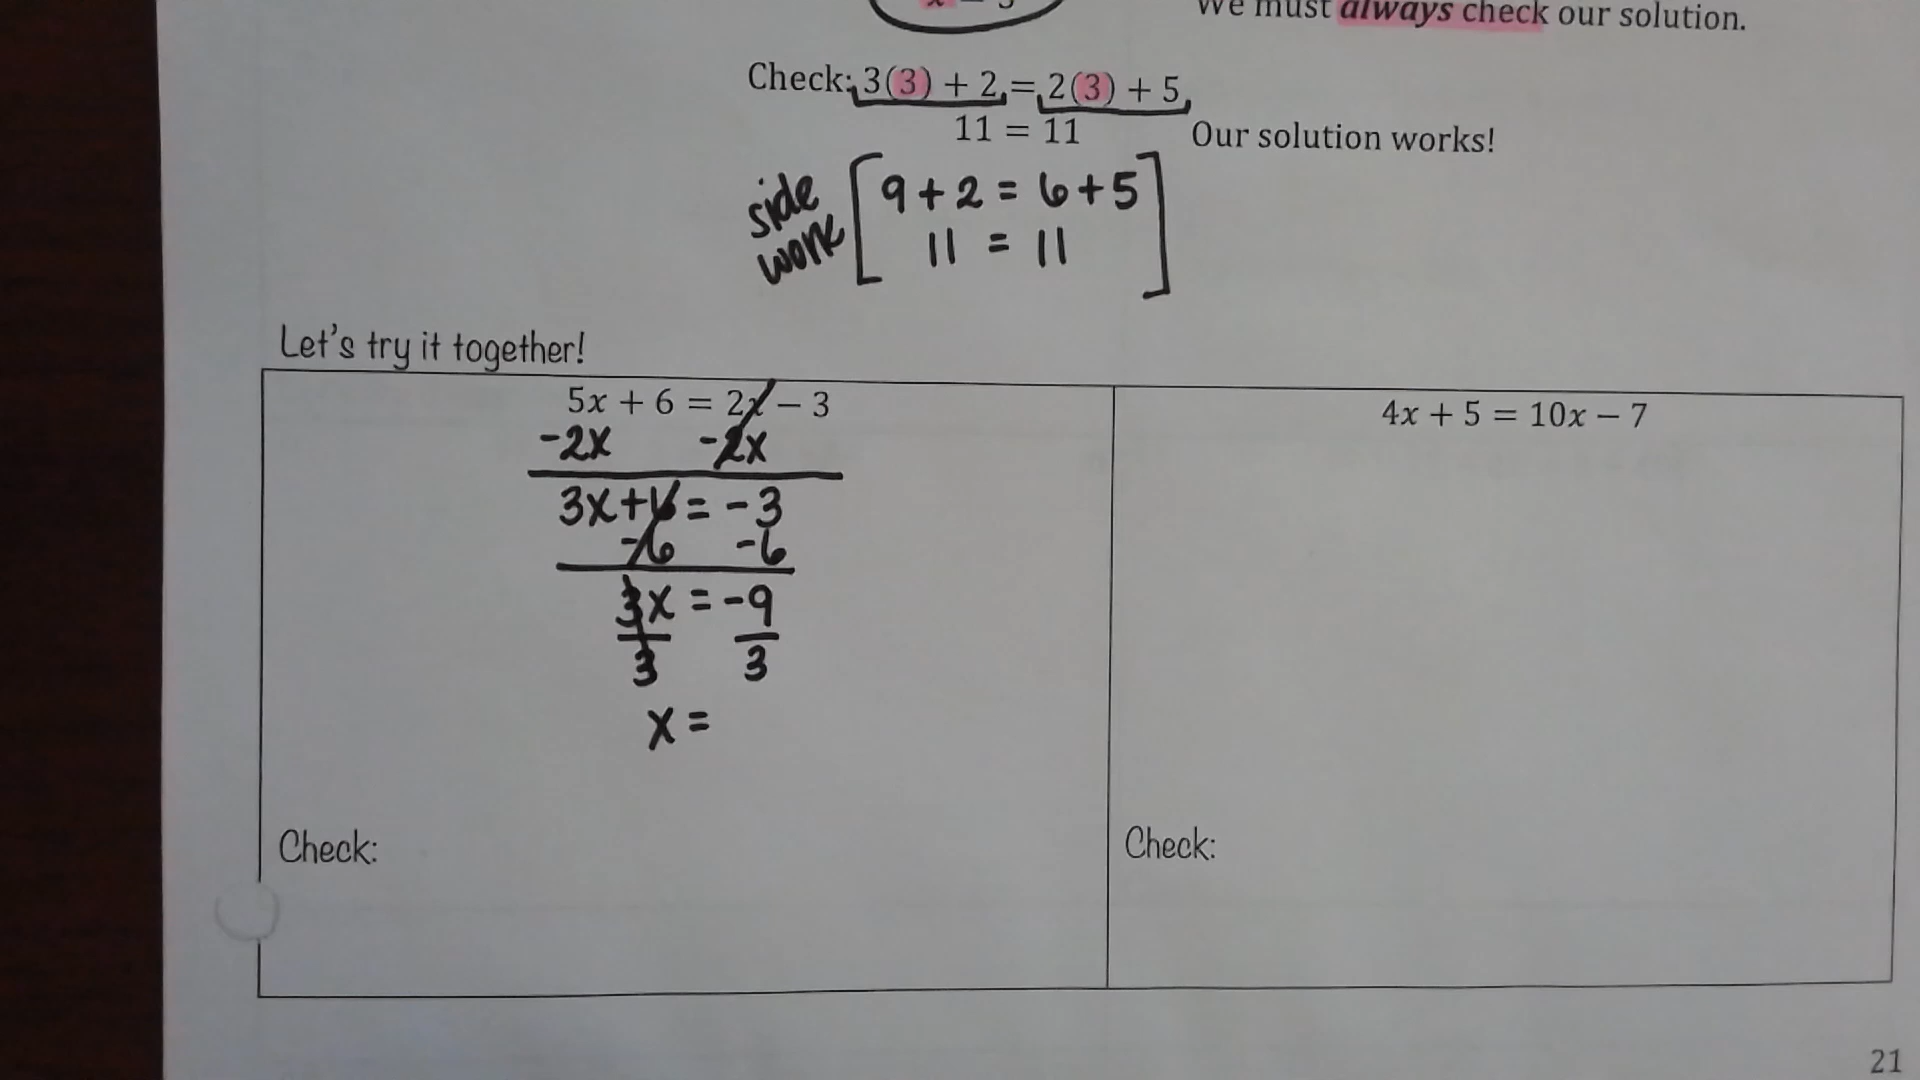 We must always check our solution.
Check: 3(3) + 2 = 2(3) + 5
11 = 11
Our solution works!
side work
9 + 2 = 6 + 5
11 = 11
Let's try it together!
5x + 6 = 2x − 3
-2x -2x
3x + 6 = -3
-6 -6
3x = -9
3 3
x =
Check:
4x + 5 = 10x − 7
Check:
21